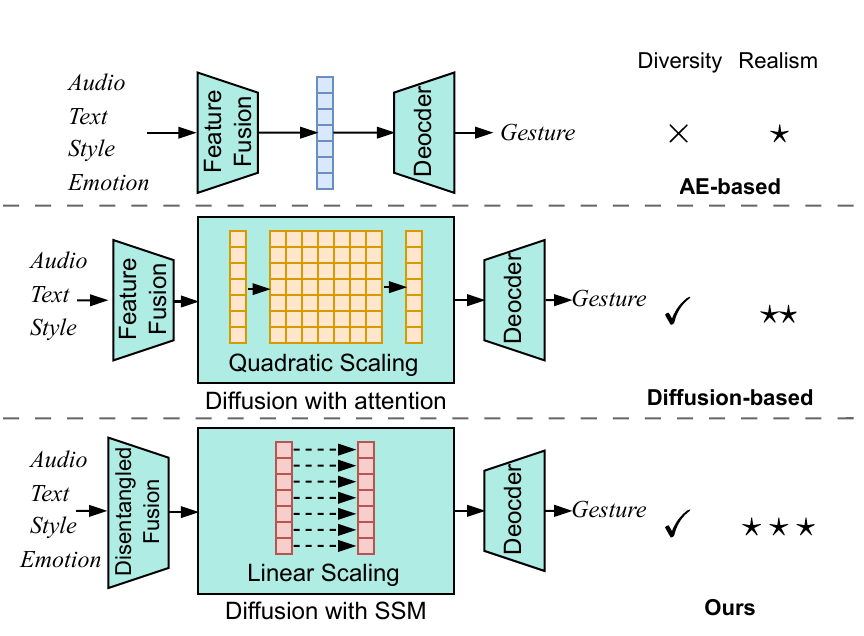 Diversity Realism
Audio
Text
Style
Emotion
Feature
Fusion
Deocder
Gesture
AE-based
Audio
Text
Style
Feature
Fusion
Quadratic Scaling
Diffusion with attention
Deocder
Gesture
Diffusion-based
Audio
Text
Style
Emotion
Disentangled
Fusion
Linear Scaling
Diffusion with SSM
Deocder
Gesture
Ours